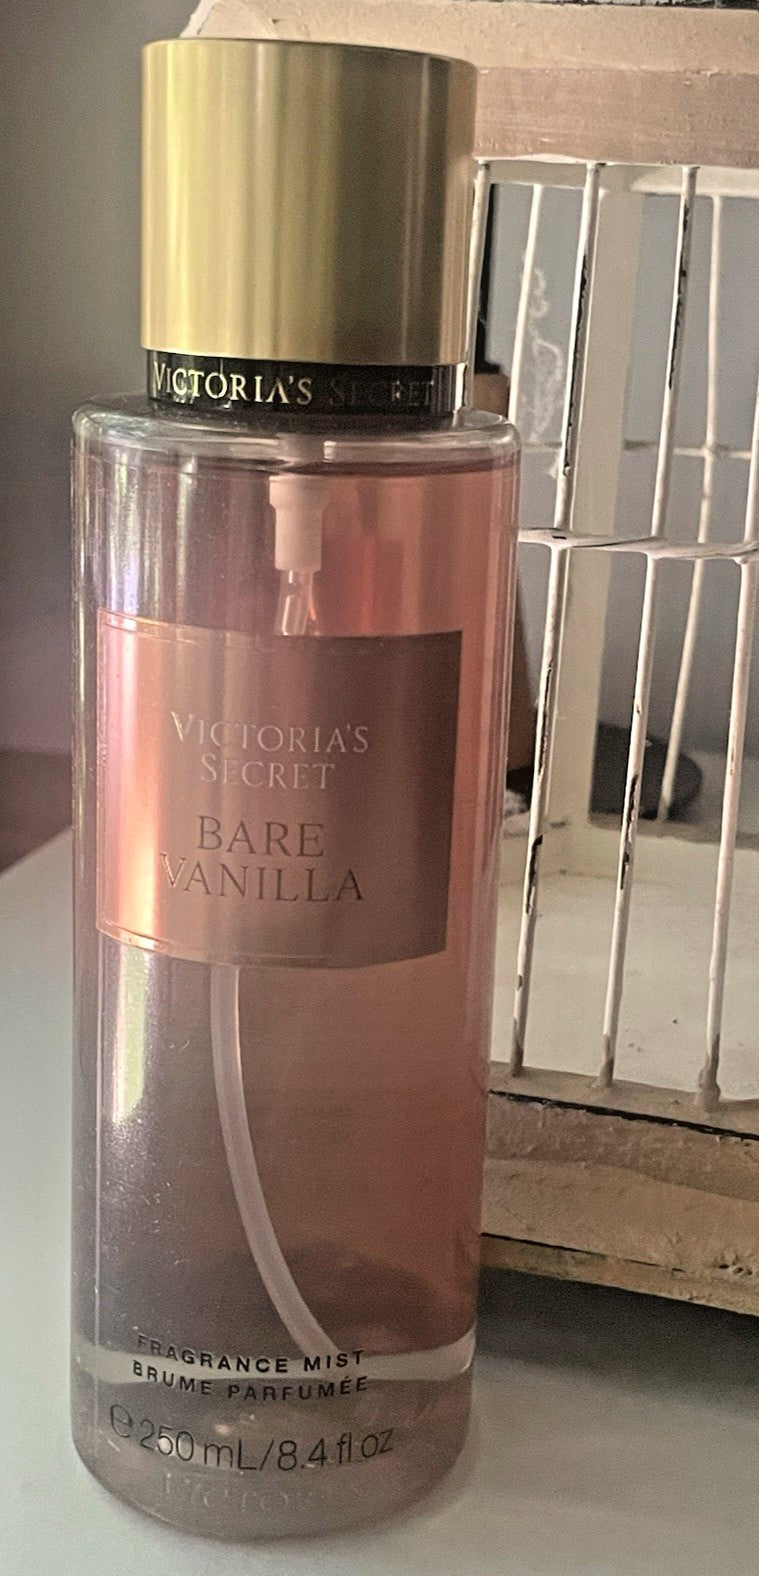 VICTORIA'S SECRET
VICTORIA'S
SECRET
BARE
VANILLA
FRAGRANCE MIST
BRUME PARFUMÉE
℮ 250 mL/8.4 fl oz